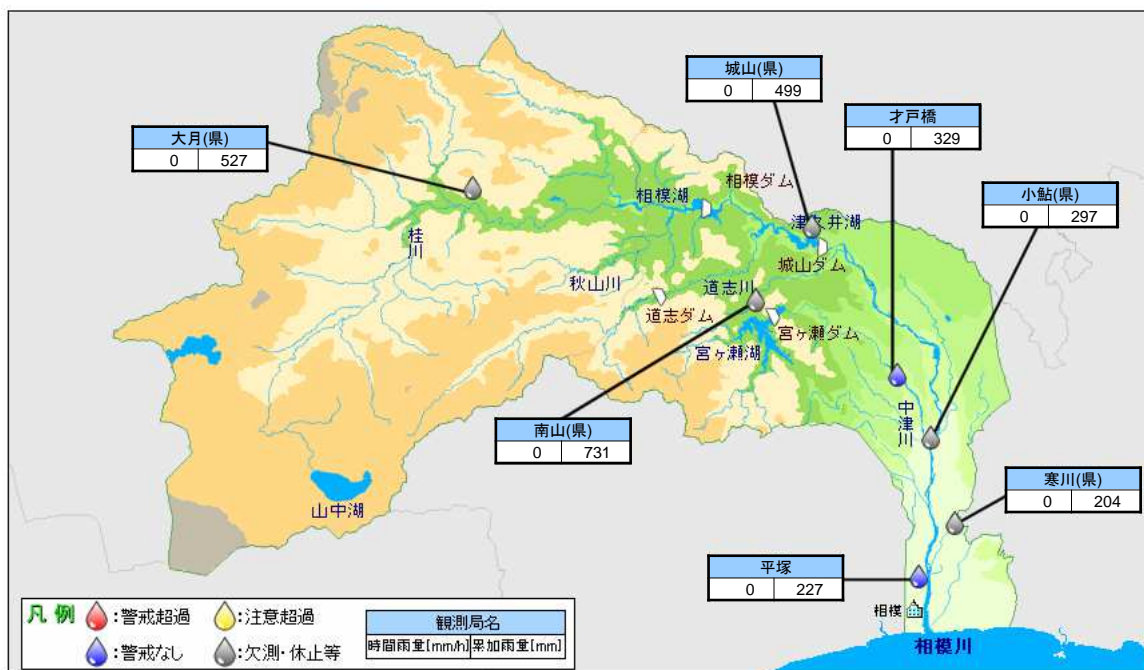 城山(県)
0 499
才戸橋
0 329
大月(県)
0 527
小鮎(県)
0 297
相模ダム
相模湖
津久井湖
桂川
城山ダム
秋山川
道志川
道志ダム
宮ヶ瀬ダム
宮ヶ瀬湖
中津川
南山(県)
0 731
寒川(県)
0 204
山中湖
平塚
0 227
相模
相模川
凡例
:警戒超過
:注意超過
:警戒なし
:欠測・休止等
観測局名
時間雨量[mm/h] 累加雨量[mm]